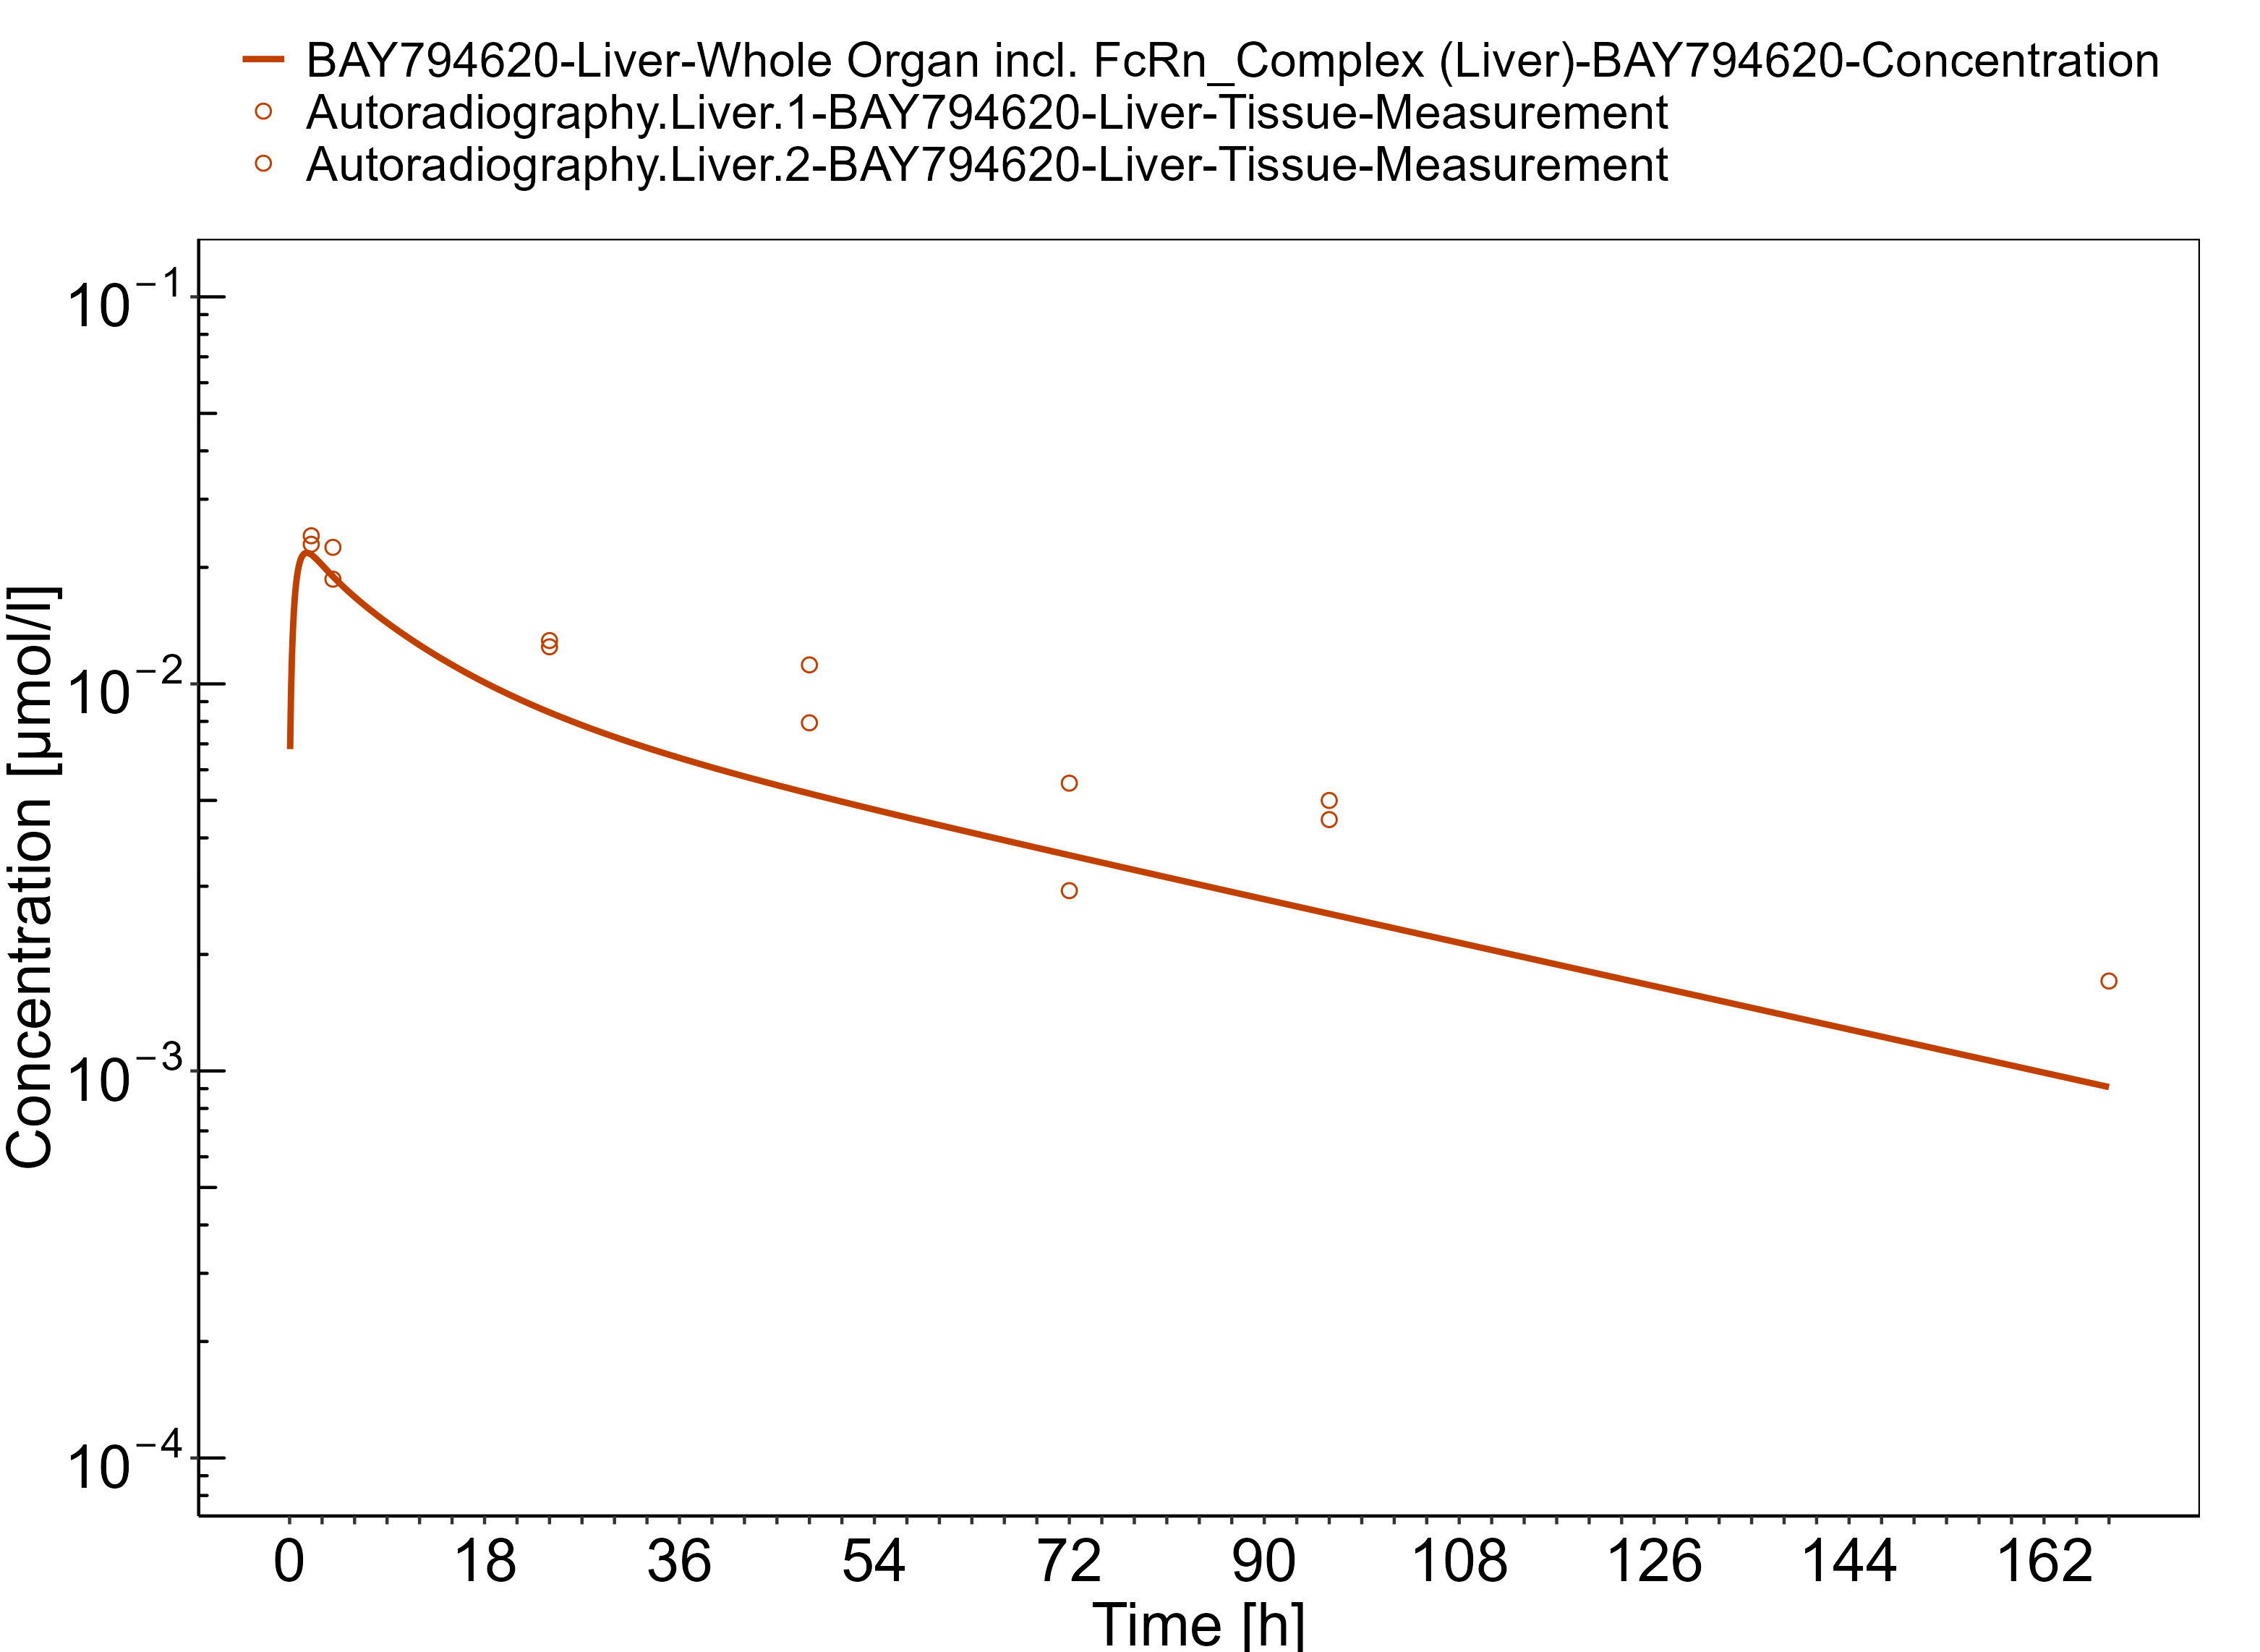 BAY794620-Liver-Whole Organ incl. FcRn_Complex (Liver)-BAY794620-Concentration
Autoradiography.Liver.1-BAY794620-Liver-Tissue-Measurement
Autoradiography.Liver.2-BAY794620-Liver-Tissue-Measurement
10⁻¹
10⁻²
10⁻³
10⁻⁴
Concentration [µmol/l]
0 18 36 54 72 90 108 126 144 162
Time [h]